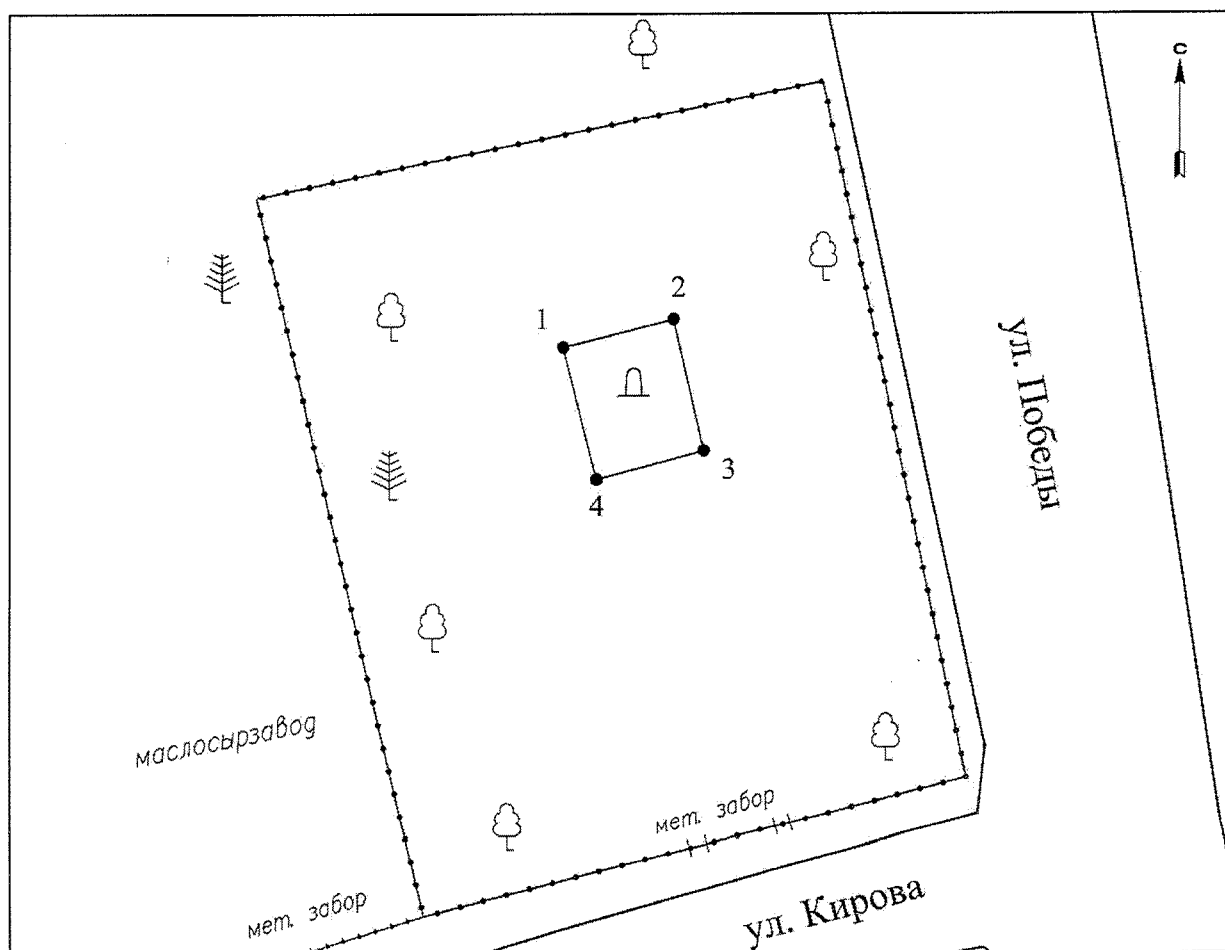 С
2
1
3
4
ул. Победы
маслосырзавод
мет. забор
мет. забор
ул. Кирова